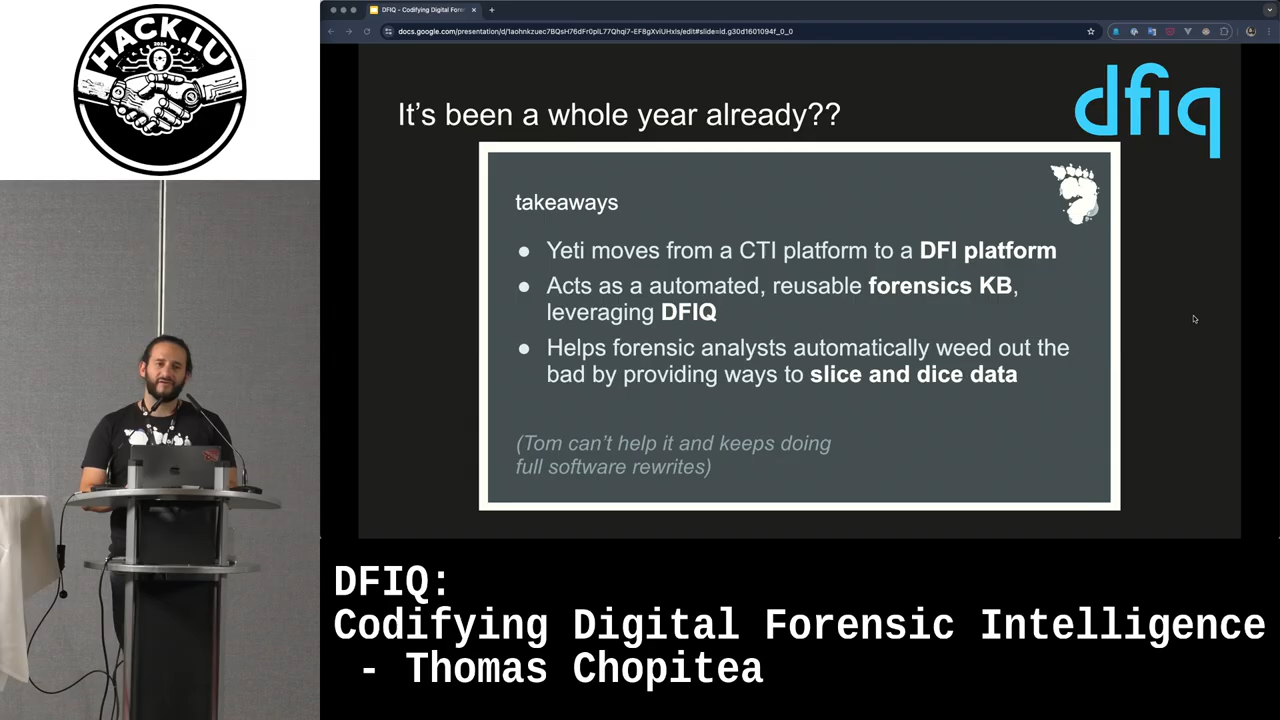 HACK.LU
2024
DFIQ - Codifying Digital Foren
docs.google.com/presentation/d/1aohnkzuec7BQsH76dFr0plL77Qhql7-EF8gXviUHxis/edit#slide=id.g30d1601094f_0_0
It's been a whole year already??
dfiq
takeaways
● Yeti moves from a CTI platform to a DFI platform
● Acts as a automated, reusable forensics KB,
leveraging DFIQ
● Helps forensic analysts automatically weed out the
bad by providing ways to slice and dice data
(Tom can't help it and keeps doing
full software rewrites)
DFIQ:
Codifying Digital Forensic Intelligence
- Thomas Chopitea